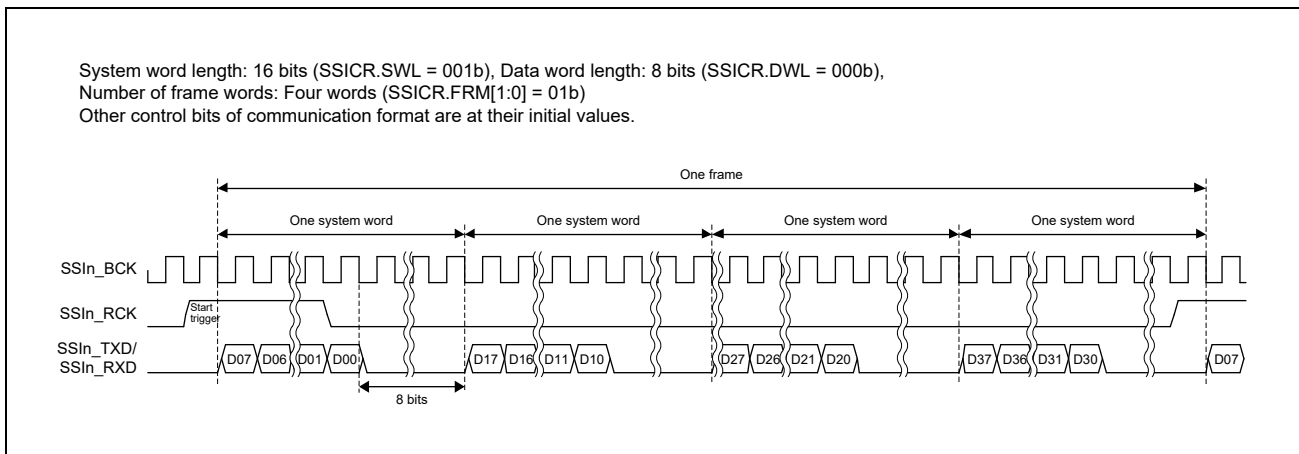 System word length: 16 bits (SSICR.SWL = 001b), Data word length: 8 bits (SSICR.DWL = 000b),
Number of frame words: Four words (SSICR.FRM[1:0] = 01b)
Other control bits of communication format are at their initial values.
One frame
One system word One system word One system word One system word
SSIn_BCK
SSIn_RCK
Start
trigger
SSIn_TXD/
SSIn_RXD
D07 D06 D01 D00 D17 D16 D11 D10 D27 D26 D21 D20 D37 D36 D31 D30 D07
8 bits